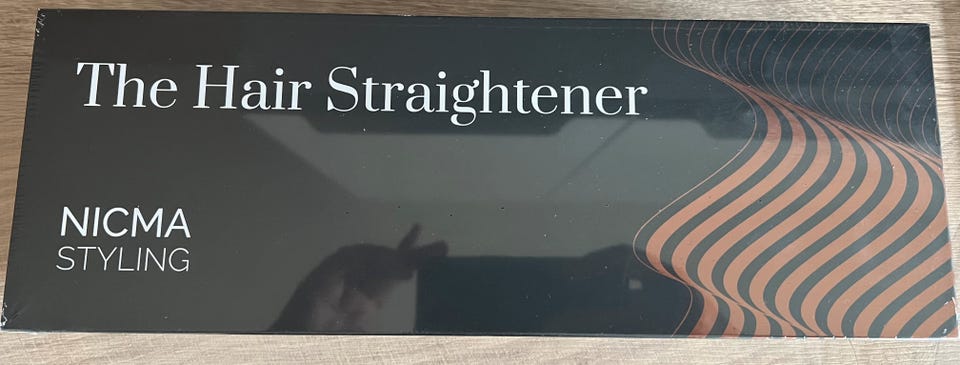 The Hair Straightener
NICMA
STYLING